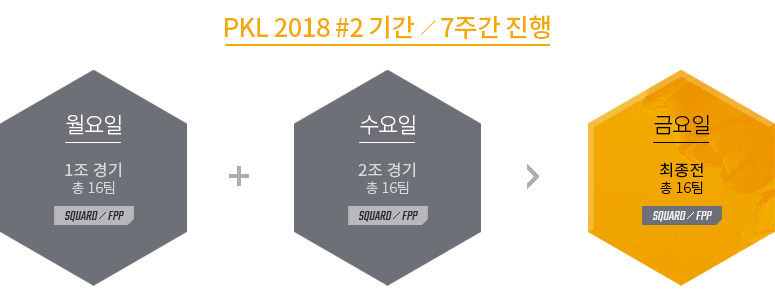 PKL 2018 #2 기간 / 7주간 진행
월요일
1조 경기
총 16팀
SQUARD / FPP
+
수요일
2조 경기
총 16팀
SQUARD / FPP
>
금요일
최종전
총 16팀
SQUARD / FPP